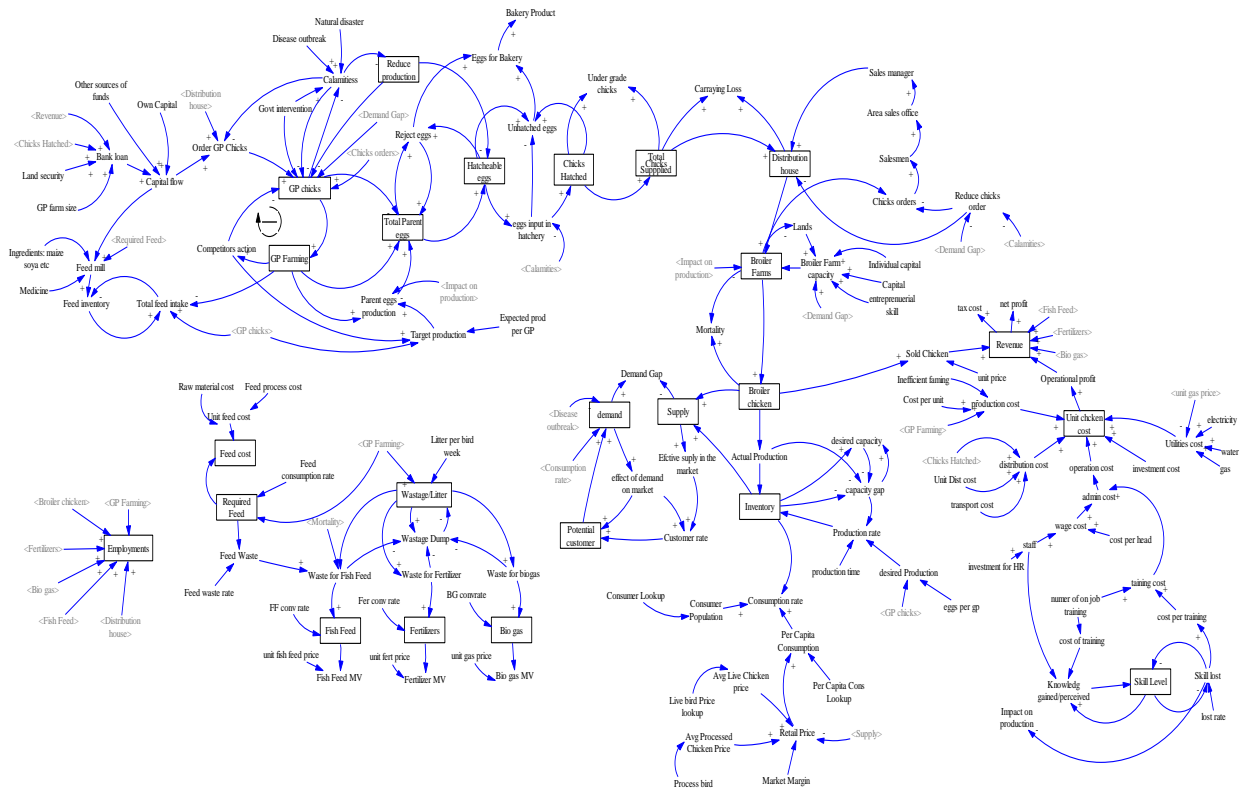 Bakery Product
Natural disaster
Disease outbreak
Eggs for Bakery
Reduce
production
Calamitiess
Under grade
chicks
Carraying Loss
Sales manager
Other sources of
funds
Own Capital
<Distribution
house>
Govt intervention
<Demand Gap>
Area sales office
<Revenue>
<Chicks Hatched>
Bank loan
Order GP Chicks
Reject eggs
Unhatched eggs
<Chicks orders>
Salesmen
Land security
Capital flow
GP chicks
Hatcheable
eggs
Chicks
Hatched
Total
Chicks
Suppplied
Distribution
house
GP farm size
Chicks orders
Reduce chicks
order
Total Parent
eggs
eggs input in
hatchery
Lands
<Required Feed>
Ingredients: maize
soya etc
Competitors action
GP Farming
<Demand Gap>
<Calamities>
Feed mill
<Calamities>
<Impact on
production>
Broiler
Farms
Broiler Farm
capacity
Individual capital
Medicine
Feed inventory
Total feed intake
Parent eggs
production
<Impact on
production>
Capital
entreprenuerial
skill
<Demand Gap>
<GP chicks>
Target production
Expected prod
per GP
Mortality
tax cost
net profit
<Fish Feed>
<Fertilizers>
Revenue
<Bio gas>
Sold Chicken
unit price
Operational profit
Raw material cost
Feed process cost
Demand Gap
Broiler
chicken
Inefficient faming
Cost per unit
production cost
<unit gas price>
Unit feed cost
demand
Supply
Unit chcken
cost
electricity
<Disease
outbreak>
<GP Farming>
<GP Farming>
Litter per bird
week
Feed cost
Utilities cost
water
gas
Efctive suply in the
market
Actual Production
desired capacity
<Chicks Hatched>
distribution cost
operation cost
investment cost
Feed
consumption rate
<Consumption
rate>
effect of demand
on market
capacity gap
Unit Dist cost
transport cost
admin cost
<Broiler chicken>
<GP Farming>
Required
Feed
Wastage/Litter
Inventory
<Mortality>
Wastage Dump
Potential
customer
Customer rate
Production rate
wage cost
cost per head
<Fertilizers>
Employments
Feed Waste
staff
investment for HR
Waste for Fish Feed
Waste for Fertilizer
Waste for biogas
production time
desired Production
taining cost
<Bio gas>
Feed waste rate
<Fish Feed>
<Distribution
house>
FF conv rate
Fer conv rate
BG convrate
Consumer Lookup
Consumer
Population
Consumption rate
<GP chicks>
eggs per gp
numer of on job
training
cost per training
Fish Feed
Fertilizers
Bio gas
Per Capita
Consumption
cost of training
unit fish feed price
unit fert price
unit gas price
Fish Feed MV
Fertilizer MV
Bio gas MV
Avg Live Chicken
price
Live bird Price
lookup
Per Capita Cons
Lookup
Knowledg
gained/perceived
Skill Level
Skill lost
lost rate
Impact on
production
Avg Processed
Chicken Price
Retail Price
<Supply>
Process bird
Market Margin